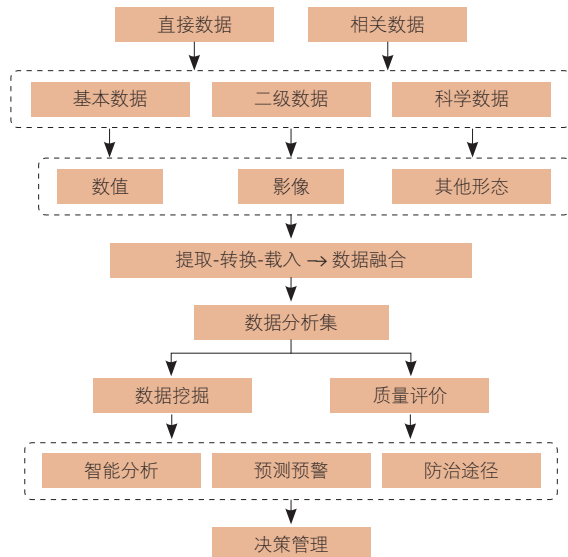 直接数据 相关数据
基本数据 二级数据 科学数据
数值 影像 其他形态
提取-转换-载入 → 数据融合
数据分析集
数据挖掘 质量评价
智能分析 预测预警 防治途径
决策管理